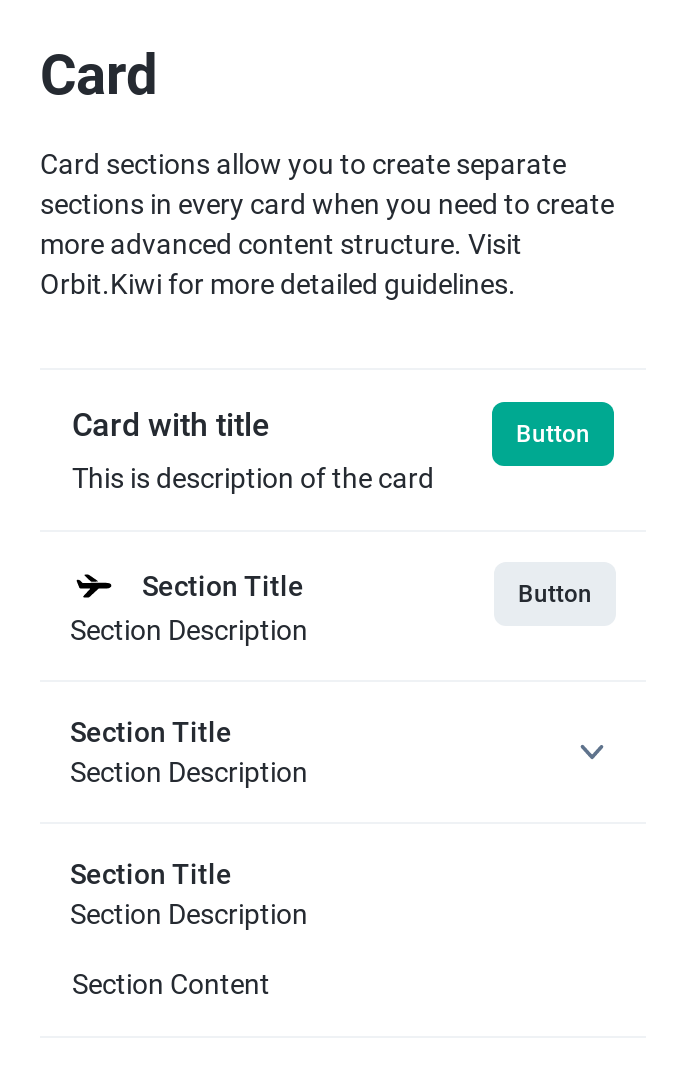 Card
Card sections allow you to create separate
sections in every card when you need to create
more advanced content structure. Visit
Orbit.Kiwi for more detailed guidelines.
Card with title
Button
This is description of the card
Section Title
Button
Section Description
Section Title
Section Description
Section Title
Section Description
Section Content